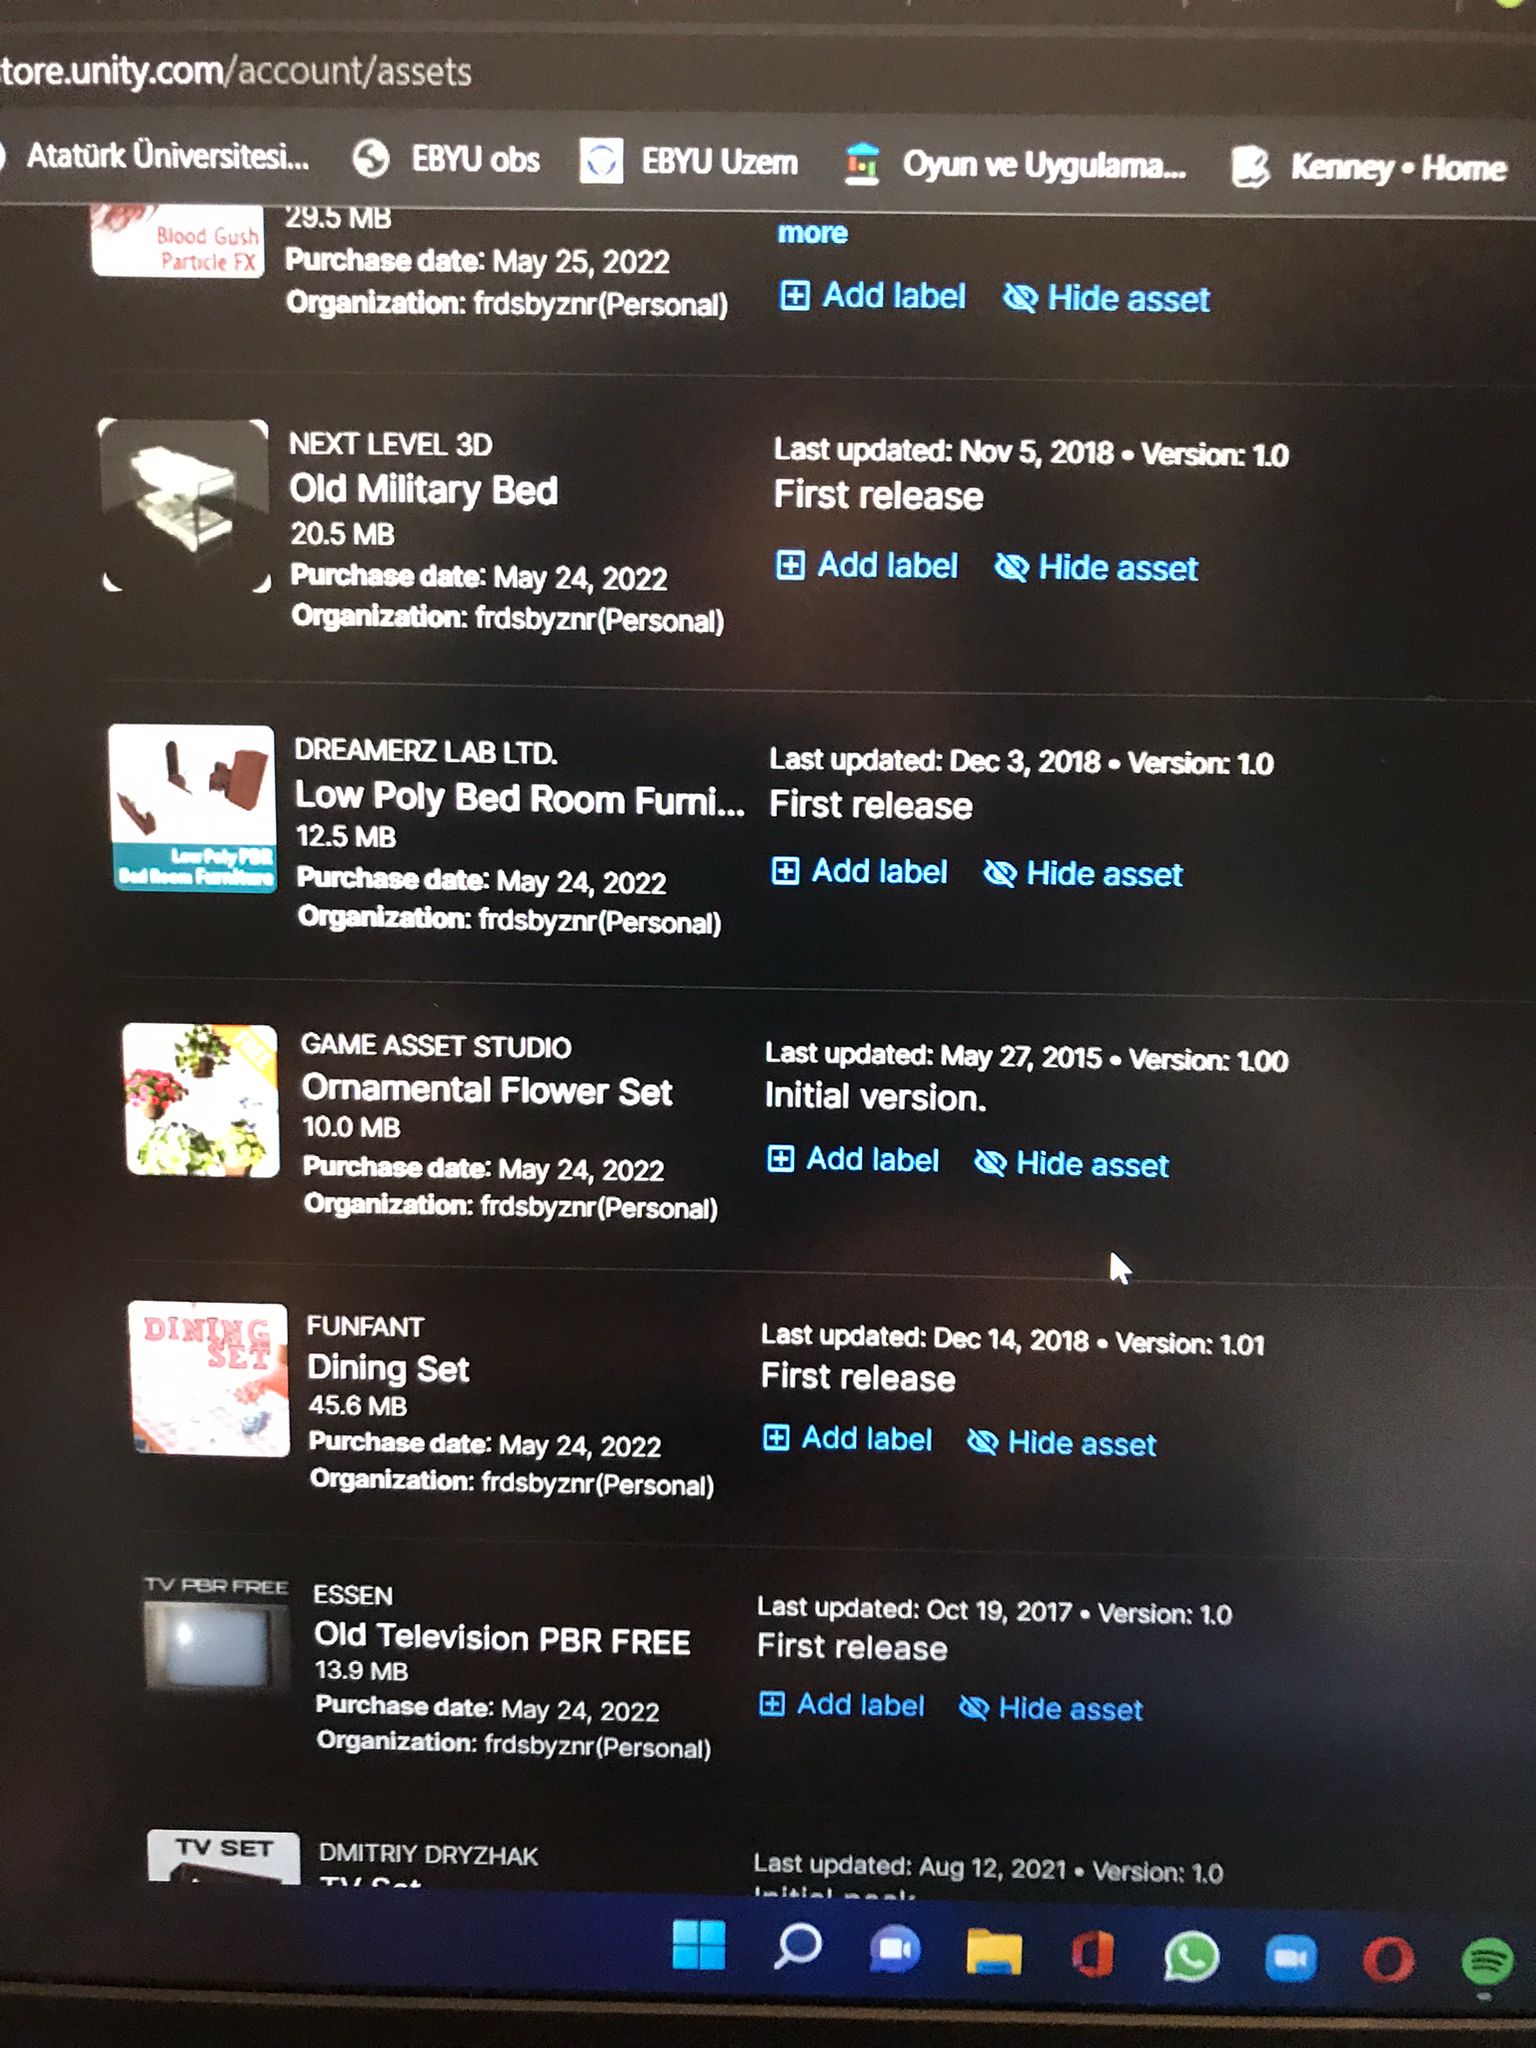 tore.unity.com/account/assets
Atatürk Üniversitesi... EBYU obs EBYU Uzem Oyun ve Uygulama... Kenney • Home
Blood Gush
Particle FX
29.5 MB
Purchase date: May 25, 2022
Organization: frdsbyznr(Personal)
more
Add label Hide asset
NEXT LEVEL 3D
Old Military Bed
20.5 MB
Purchase date: May 24, 2022
Organization: frdsbyznr(Personal)
Last updated: Nov 5, 2018 • Version: 1.0
First release
Add label Hide asset
Low Poly PBR
Bed Room Furniture
DREAMERZ LAB LTD.
Low Poly Bed Room Furni...
12.5 MB
Purchase date: May 24, 2022
Organization: frdsbyznr(Personal)
Last updated: Dec 3, 2018 • Version: 1.0
First release
Add label Hide asset
FREE
GAME ASSET STUDIO
Ornamental Flower Set
10.0 MB
Purchase date: May 24, 2022
Organization: frdsbyznr(Personal)
Last updated: May 27, 2015 • Version: 1.00
Initial version.
Add label Hide asset
DINING
SET
FUNFANT
Dining Set
45.6 MB
Purchase date: May 24, 2022
Organization: frdsbyznr(Personal)
Last updated: Dec 14, 2018 • Version: 1.01
First release
Add label Hide asset
TV PBR FREE
ESSEN
Old Television PBR FREE
13.9 MB
Purchase date: May 24, 2022
Organization: frdsbyznr(Personal)
Last updated: Oct 19, 2017 • Version: 1.0
First release
Add label Hide asset
TV SET
DMITRIY DRYZHAK
TV Set
Last updated: Aug 12, 2021 • Version: 1.0